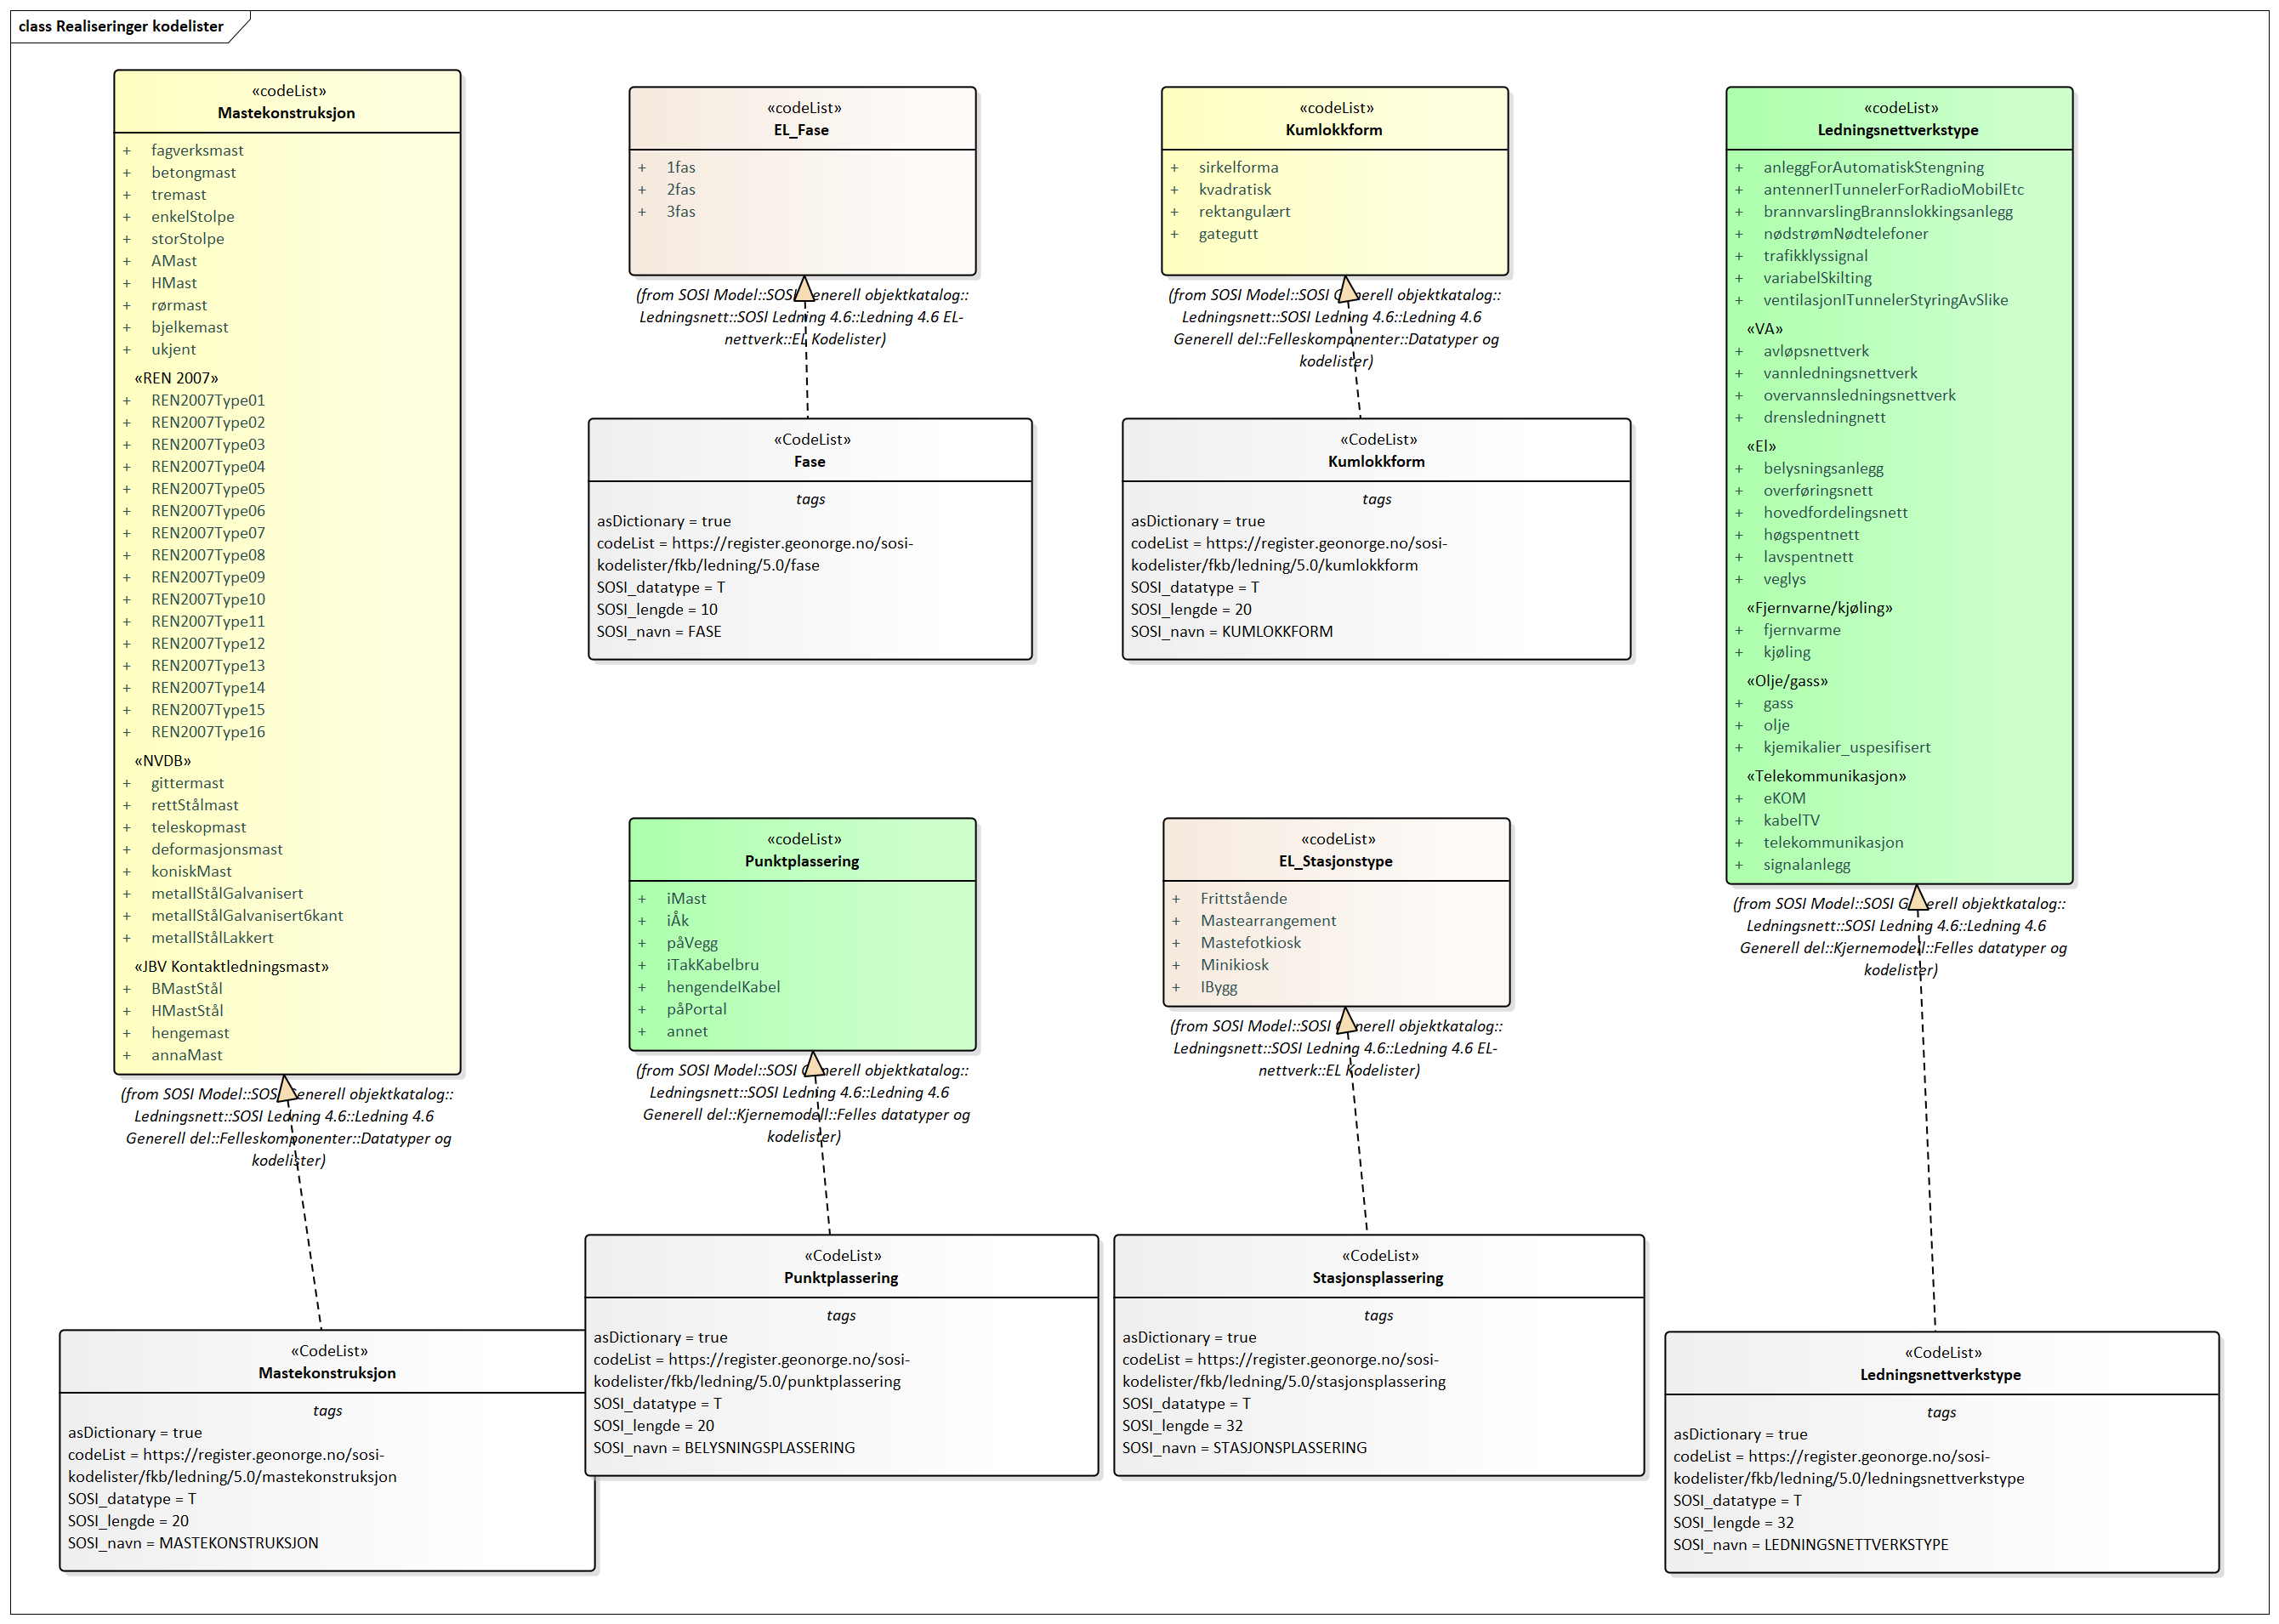 class Realiseringer kodelister
«codeList»
Mastekonstruksjon
+ fagverksmast
+ betongmast
+ tremast
+ enkelStolpe
+ storStolpe
+ AMast
+ HMast
+ rørmast
+ bjelkemast
+ ukjent
«REN 2007»
+ REN2007Type01
+ REN2007Type02
+ REN2007Type03
+ REN2007Type04
+ REN2007Type05
+ REN2007Type06
+ REN2007Type07
+ REN2007Type08
+ REN2007Type09
+ REN2007Type10
+ REN2007Type11
+ REN2007Type12
+ REN2007Type13
+ REN2007Type14
+ REN2007Type15
+ REN2007Type16
«NVDB»
+ gittermast
+ rettStålmast
+ teleskopmast
+ deformasjonsmast
+ koniskMast
+ metallStålGalvanisert
+ metallStålGalvanisert6kant
+ metallStålLakkert
«JBV Kontaktledningsmast»
+ BMastStål
+ HMastStål
+ hengemast
+ annaMast
(from SOSI Model::SOSI Generell objektkatalog::
Ledningsnett::SOSI Ledning 4.6::Ledning 4.6
Generell del::Felleskomponenter::Datatyper og
kodelister)
«CodeList»
Mastekonstruksjon
tags
asDictionary = true
codeList = https://register.geonorge.no/sosi-
kodelister/fkb/ledning/5.0/mastekonstruksjon
SOSI_datatype = T
SOSI_lengde = 20
SOSI_navn = MASTEKONSTRUKSJON
«codeList»
EL_Fase
+ 1fas
+ 2fas
+ 3fas
(from SOSI Model::SOSI Generell objektkatalog::
Ledningsnett::SOSI Ledning 4.6::Ledning 4.6 EL-
nettverk::EL Kodelister)
«CodeList»
Fase
tags
asDictionary = true
codeList = https://register.geonorge.no/sosi-
kodelister/fkb/ledning/5.0/fase
SOSI_datatype = T
SOSI_lengde = 10
SOSI_navn = FASE
«codeList»
Kumlokkform
+ sirkelforma
+ kvadratisk
+ rektangulært
+ gategutt
(from SOSI Model::SOSI Generell objektkatalog::
Ledningsnett::SOSI Ledning 4.6::Ledning 4.6
Generell del::Felleskomponenter::Datatyper og
kodelister)
«CodeList»
Kumlokkform
tags
asDictionary = true
codeList = https://register.geonorge.no/sosi-
kodelister/fkb/ledning/5.0/kumlokkform
SOSI_datatype = T
SOSI_lengde = 20
SOSI_navn = KUMLOKKFORM
«codeList»
Punktplassering
+ iMast
+ iÅk
+ påVegg
+ iTakKabelbru
+ hengendeIKabel
+ påPortal
+ annet
(from SOSI Model::SOSI Generell objektkatalog::
Ledningsnett::SOSI Ledning 4.6::Ledning 4.6
Generell del::Kjernemodell::Felles datatyper og
kodelister)
«CodeList»
Punktplassering
tags
asDictionary = true
codeList = https://register.geonorge.no/sosi-
kodelister/fkb/ledning/5.0/punktplassering
SOSI_datatype = T
SOSI_lengde = 20
SOSI_navn = BELYSNINGSPLASSERING
«codeList»
EL_Stasjonstype
+ Frittstående
+ Mastearrangement
+ Mastefotkiosk
+ Minikiosk
+ IBygg
(from SOSI Model::SOSI Generell objektkatalog::
Ledningsnett::SOSI Ledning 4.6::Ledning 4.6 EL-
nettverk::EL Kodelister)
«CodeList»
Stasjonsplassering
tags
asDictionary = true
codeList = https://register.geonorge.no/sosi-
kodelister/fkb/ledning/5.0/stasjonsplassering
SOSI_datatype = T
SOSI_lengde = 32
SOSI_navn = STASJONSPLASSERING
«codeList»
Ledningsnettverkstype
+ anleggForAutomatiskStengning
+ antennerITunnelerForRadioMobilEtc
+ brannvarslingBrannslokkingsanlegg
+ nødstrømNødtelefoner
+ trafikklyssignal
+ variabelSkilting
+ ventilasjonITunnelerStyringAvSlike
«VA»
+ avløpsnettverk
+ vannledningsnettverk
+ overvannsledningsnettverk
+ drensledningnett
«El»
+ belysningsanlegg
+ overføringsnett
+ hovedfordelingsnett
+ høgspentnett
+ lavspentnett
+ veglys
«Fjernvarne/kjøling»
+ fjernvarme
+ kjøling
«Olje/gass»
+ gass
+ olje
+ kjemikalier_uspesifisert
«Telekommunikasjon»
+ eKOM
+ kabelTV
+ telekommunikasjon
+ signalanlegg
(from SOSI Model::SOSI Generell objektkatalog::
Ledningsnett::SOSI Ledning 4.6::Ledning 4.6
Generell del::Kjernemodell::Felles datatyper og
kodelister)
«CodeList»
Ledningsnettverkstype
tags
asDictionary = true
codeList = https://register.geonorge.no/sosi-
kodelister/fkb/ledning/5.0/ledningsnettverkstype
SOSI_datatype = T
SOSI_lengde = 32
SOSI_navn = LEDNINGSNETTVERKSTYPE